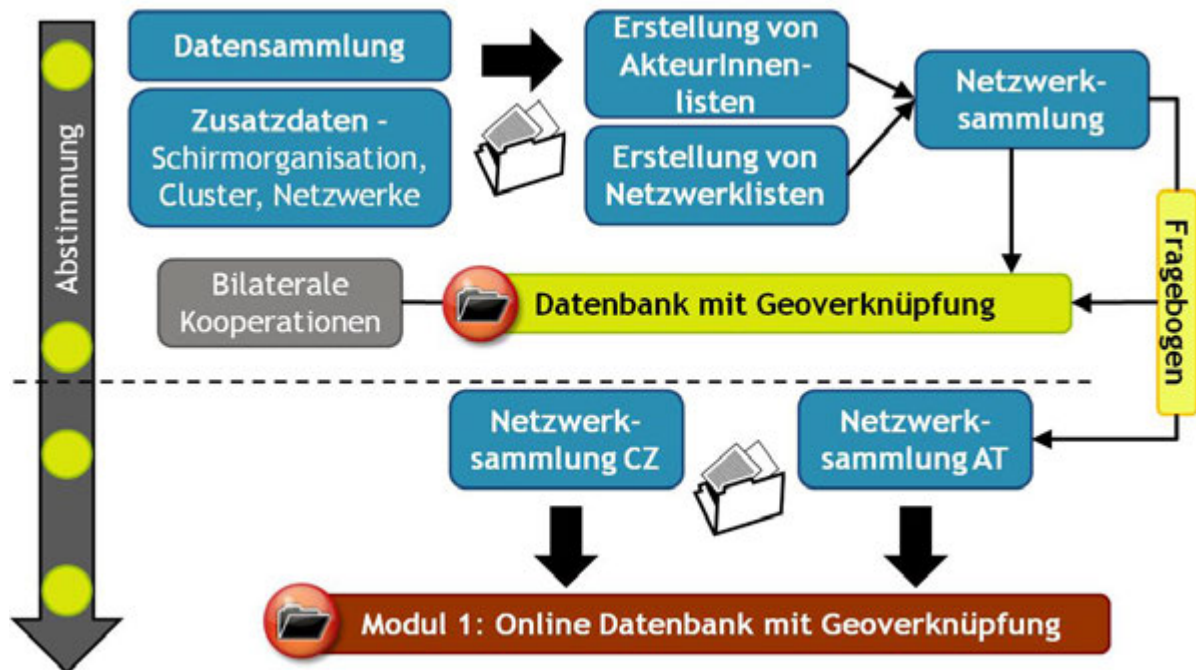 Abstimmung
Datensammlung
Zusatzdaten -
Schirmorganisation,
Cluster, Netzwerke
Erstellung von
AkteurInnen-
listen
Erstellung von
Netzwerklisten
Netzwerk-
sammlung
Fragebogen
Bilaterale
Kooperationen
Datenbank mit Geoverknüpfung
Netzwerk-
sammlung CZ
Netzwerk-
sammlung AT
Modul 1: Online Datenbank mit Geoverknüpfung